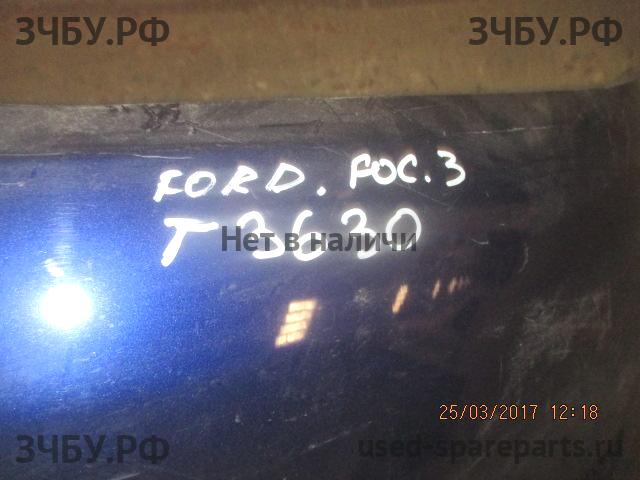 ЗЧБУ.РФ ЗЧБУ.РФ
FORD. FOC.3
T 3630
Нет в наличи
25/03/2017 12:18
ЗЧБУ.РФ used-spareparts.ru